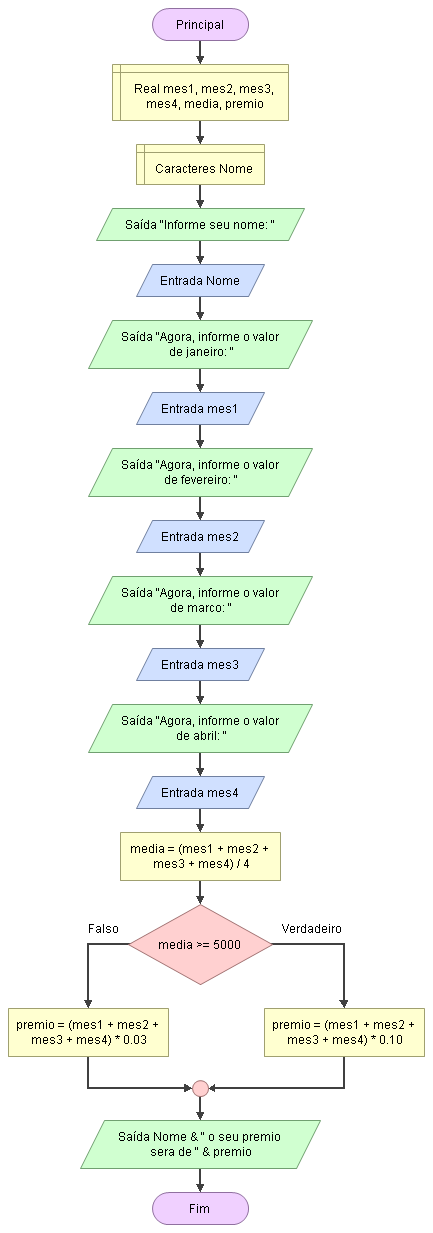 Principal
Real mes1, mes2, mes3,
mes4, media, premio
Caracteres Nome
Saída "Informe seu nome: "
Entrada Nome
Saída "Agora, informe o valor
de janeiro: "
Entrada mes1
Saída "Agora, informe o valor
de fevereiro: "
Entrada mes2
Saída "Agora, informe o valor
de marco: "
Entrada mes3
Saída "Agora, informe o valor
de abril: "
Entrada mes4
media = (mes1 + mes2 +
mes3 + mes4) / 4
Falso
Verdadeiro
media >= 5000
premio = (mes1 + mes2 +
mes3 + mes4) * 0.03
premio = (mes1 + mes2 +
mes3 + mes4) * 0.10
Saída Nome & " o seu premio
sera de " & premio
Fim